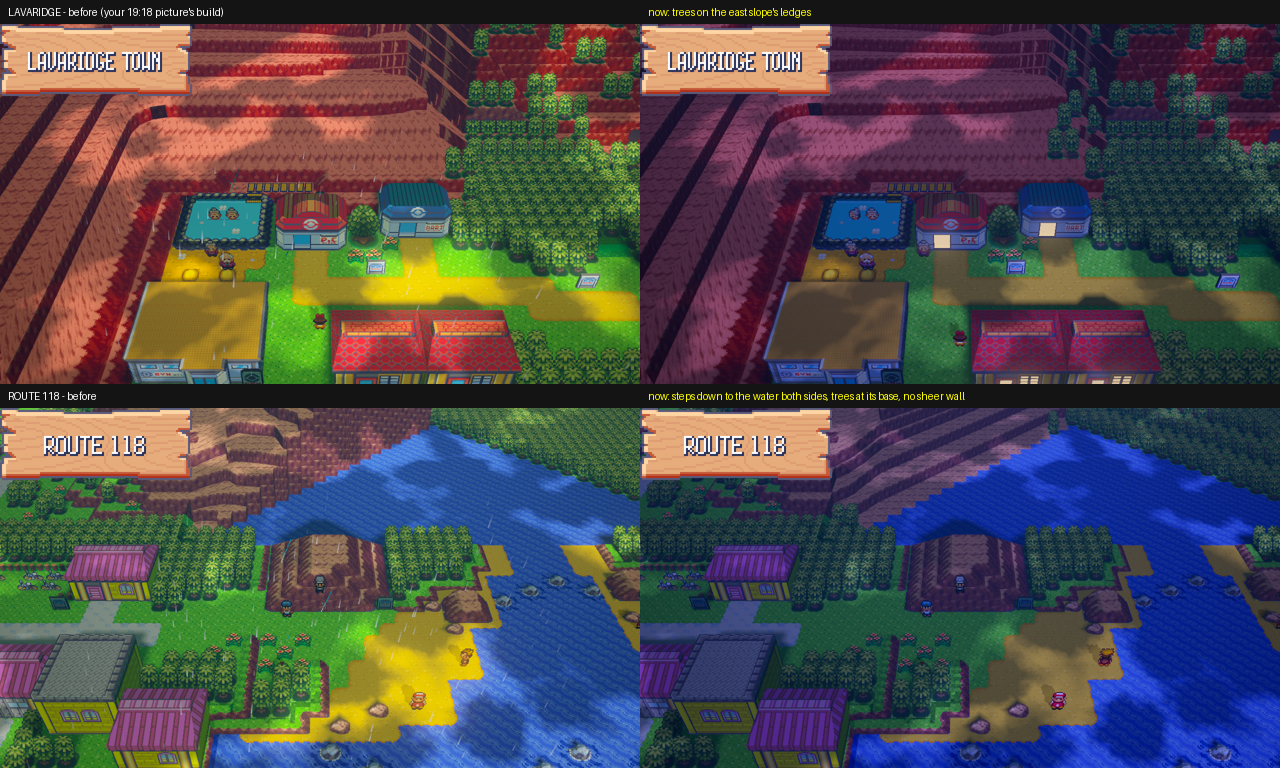 LAVARIDGE - before (your 19:18 picture's build)
now: trees on the east slope's ledges
LAVARIDGE TOWN
LAVARIDGE TOWN
MART
ROUTE 118 - before
now: steps down to the water both sides, trees at its base, no sheer wall
ROUTE 118
ROUTE 118